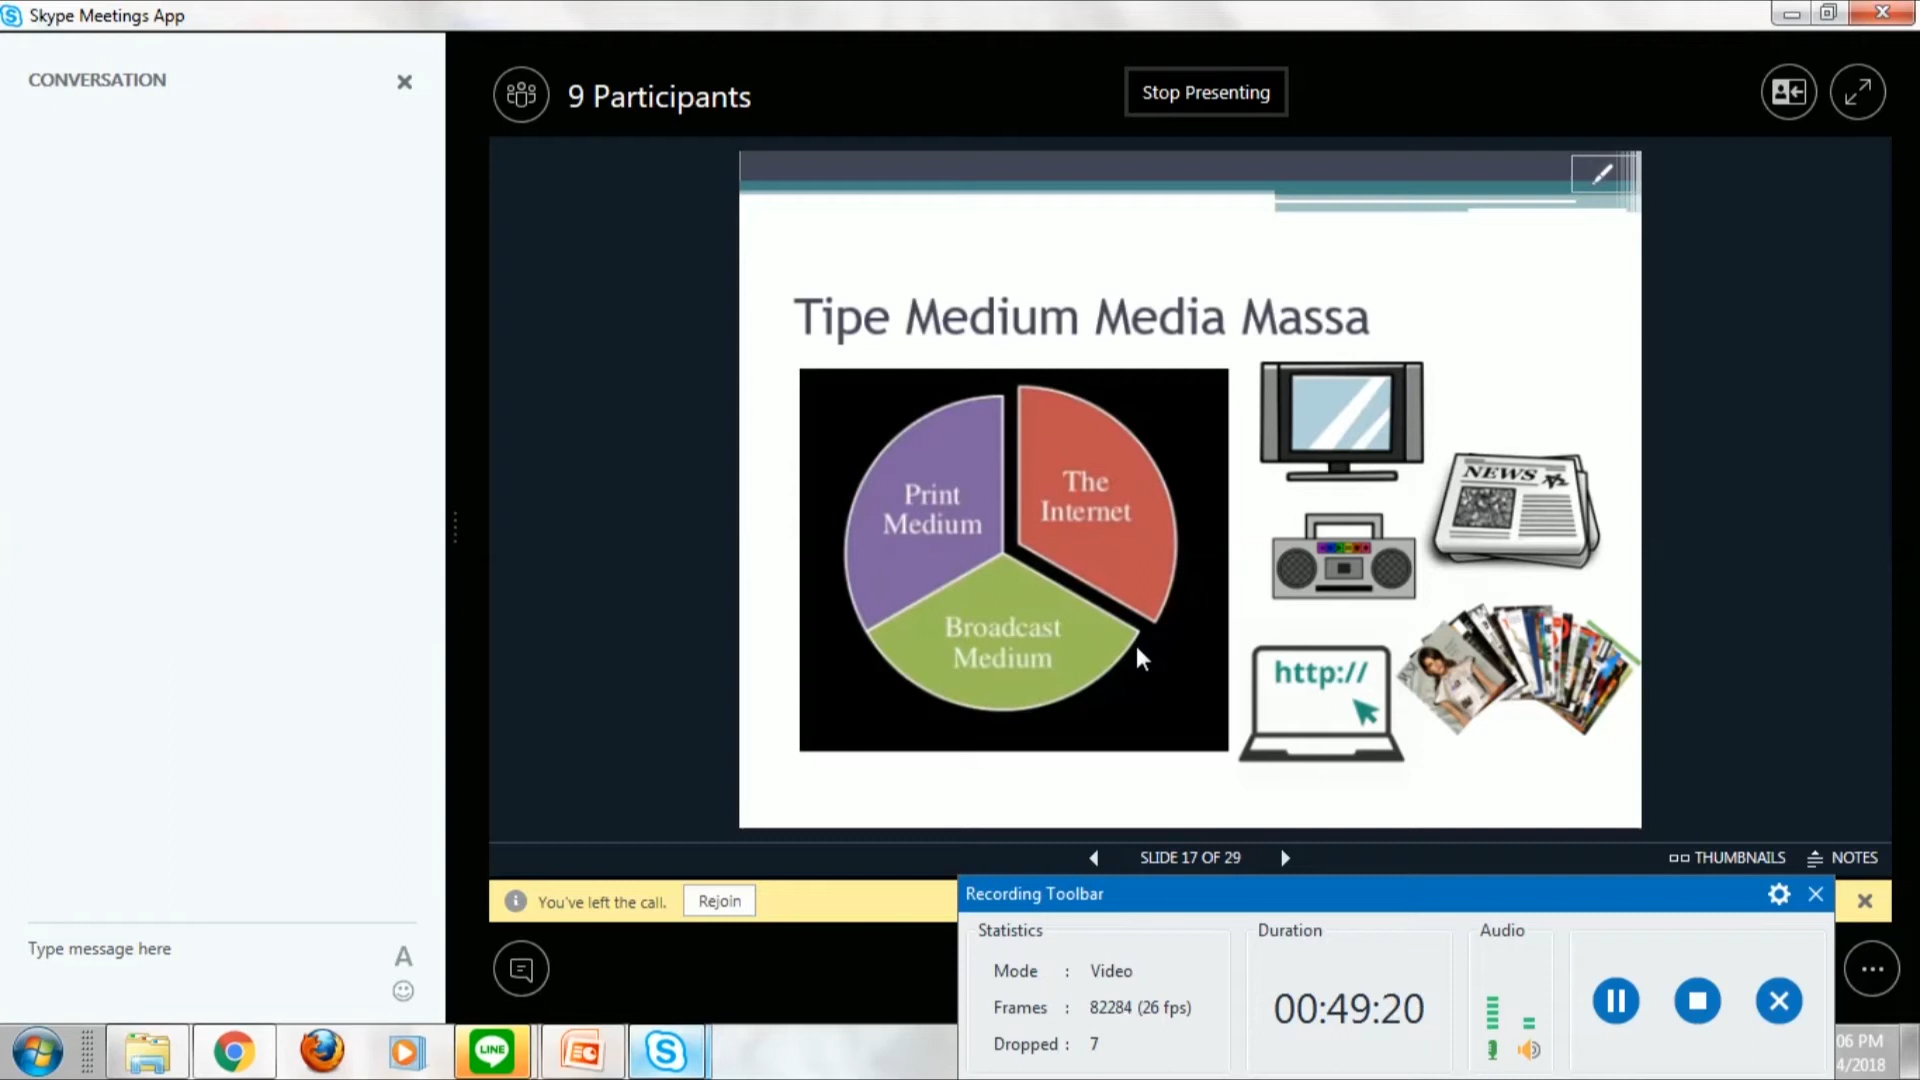 Skype Meetings App
CONVERSATION
9 Participants
Stop Presenting
Tipe Medium Media Massa
Print
Medium
The
Internet
Broadcast
Medium
NEWS
http://
SLIDE 17 OF 29
THUMBNAILS
NOTES
You've left the call.
Rejoin
Type message here
A
Recording Toolbar
Statistics
Mode : Video
Frames : 82284 (26 fps)
Dropped : 7
Duration
00:49:20
Audio
LINE
06 PM
4/2018